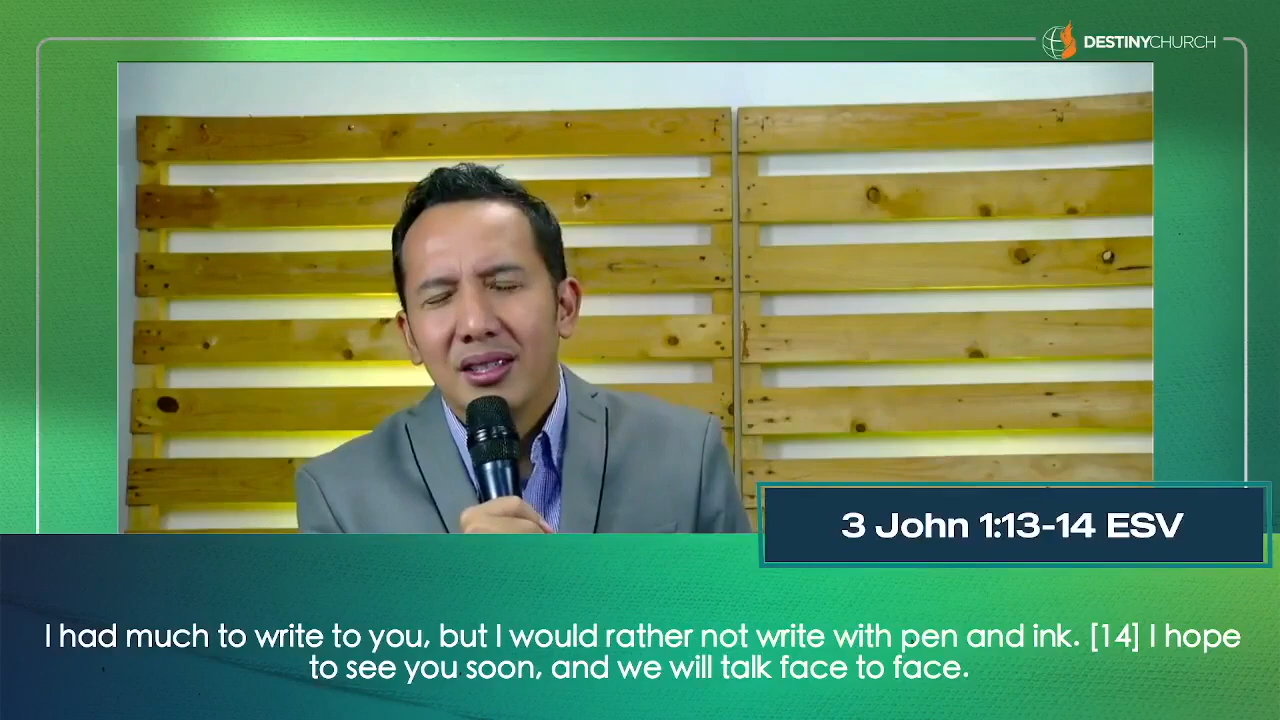 DESTINYCHURCH
3 John 1:13-14 ESV
I had much to write to you, but I would rather not write with pen and ink. [14] I hope
to see you soon, and we will talk face to face.